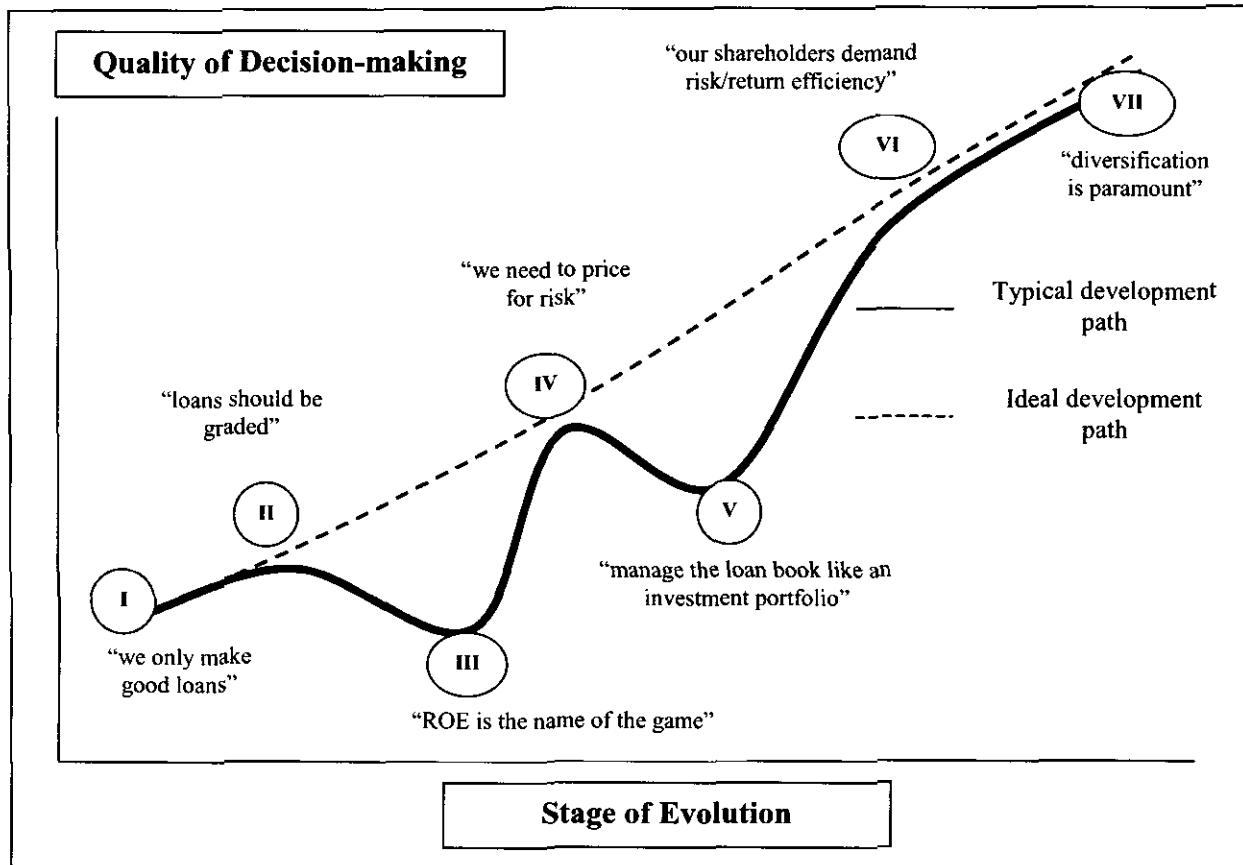 Quality of Decision-making
“our shareholders demand
risk/return efficiency”
VII
VI
“diversification
is paramount”
“we need to price
for risk”
Typical development
path
IV
“loans should be
graded”
Ideal development
path
II
V
“manage the loan book like an
investment portfolio”
I
“we only make
good loans”
III
“ROE is the name of the game”
Stage of Evolution